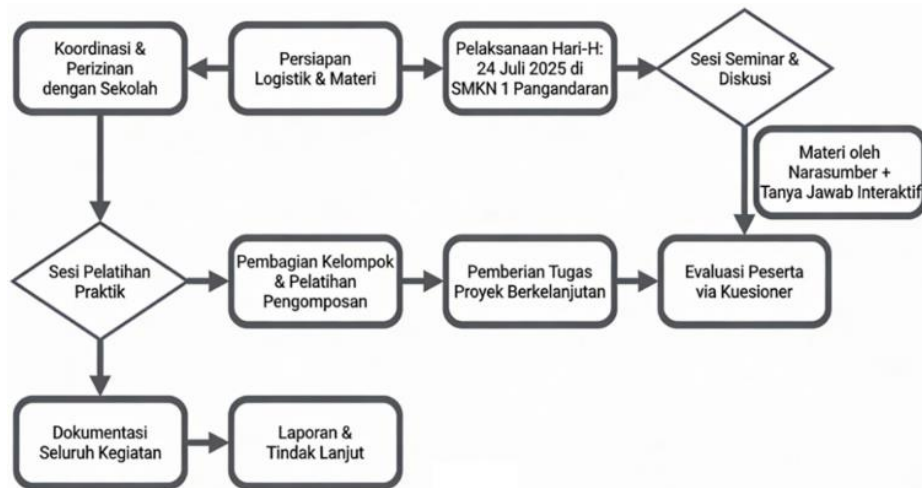 Koordinasi &
Perizinan
dengan Sekolah
Persiapan
Logistik & Materi
Pelaksanaan Hari-H:
24 Juli 2025 di
SMKN 1 Pangandaran
Sesi Seminar &
Diskusi
Materi oleh
Narasumber +
Tanya Jawab Interaktif
Sesi Pelatihan
Praktik
Pembagian Kelompok
& Pelatihan
Pengomposan
Pemberian Tugas
Proyek Berkelanjutan
Evaluasi Peserta
via Kuesioner
Dokumentasi
Seluruh Kegiatan
Laporan &
Tindak Lanjut